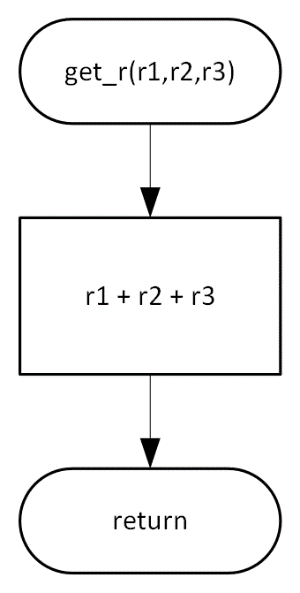 get_r(r1,r2,r3)
r1 + r2 + r3
return